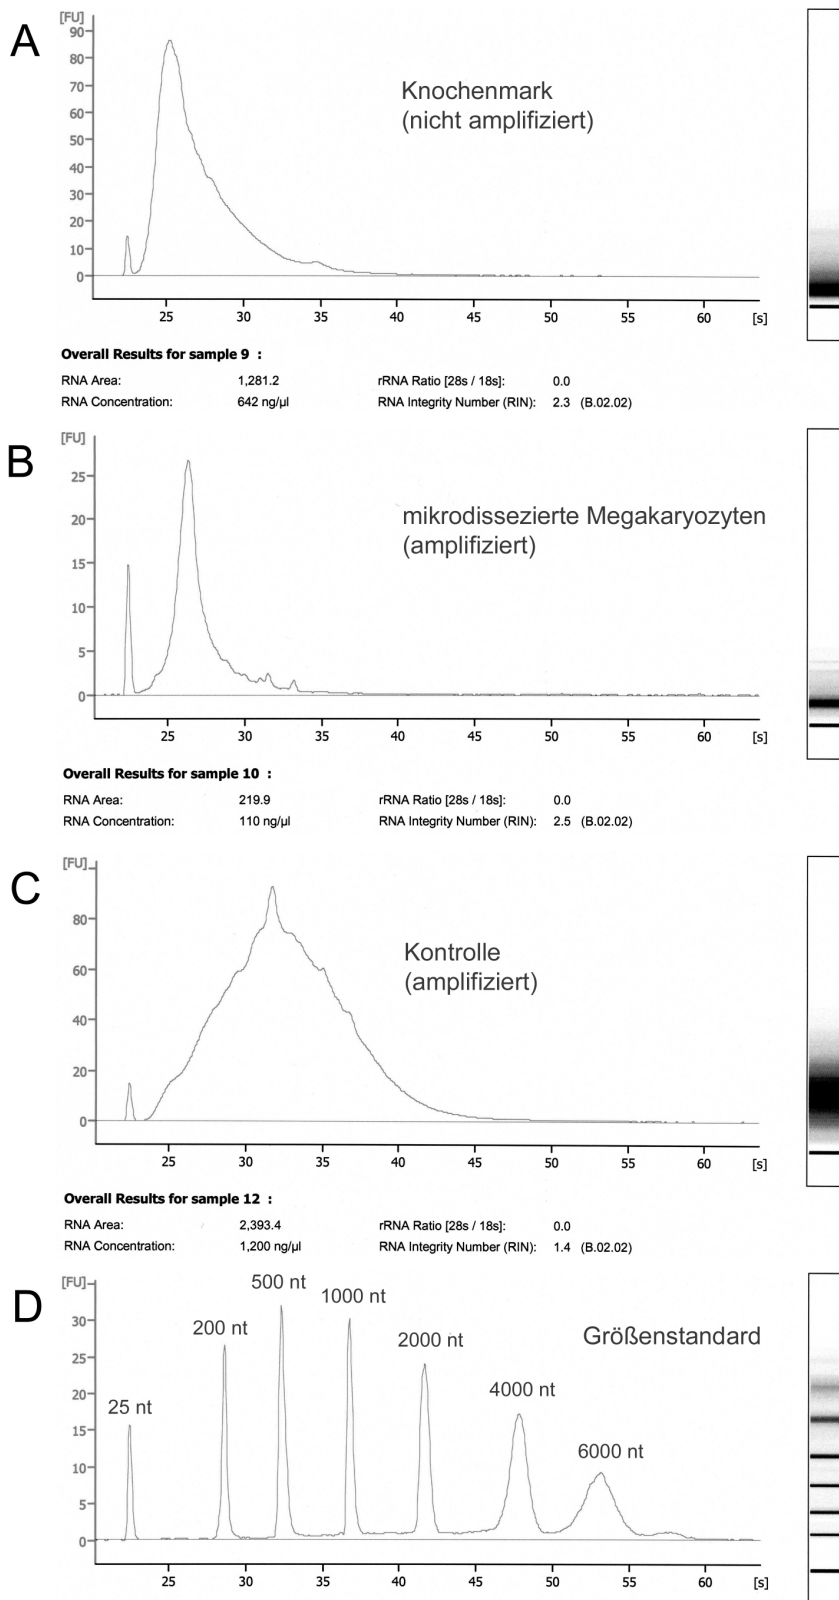 A
[FU]
90
80
70
60
50
40
30
20
10
0
Knochenmark
(nicht amplifiziert)
25 30 35 40 45 50 55 60 [s]
Overall Results for sample 9 :
RNA Area: 1,281.2 rRNA Ratio [28s / 18s]: 0.0
RNA Concentration: 642 ng/µl RNA Integrity Number (RIN): 2.3 (B.02.02)
B
[FU]
25
20
15
10
5
0
mikrodissezierte Megakaryozyten
(amplifiziert)
25 30 35 40 45 50 55 60 [s]
Overall Results for sample 10 :
RNA Area: 219.9 rRNA Ratio [28s / 18s]: 0.0
RNA Concentration: 110 ng/µl RNA Integrity Number (RIN): 2.5 (B.02.02)
C
[FU]
80
60
40
20
0
Kontrolle
(amplifiziert)
25 30 35 40 45 50 55 60 [s]
Overall Results for sample 12 :
RNA Area: 2,393.4 rRNA Ratio [28s / 18s]: 0.0
RNA Concentration: 1,200 ng/µl RNA Integrity Number (RIN): 1.4 (B.02.02)
D
[FU]
30
25
20
15
10
5
0
25 nt
200 nt
500 nt
1000 nt
2000 nt
4000 nt
6000 nt
Größenstandard
25 30 35 40 45 50 55 60 [s]